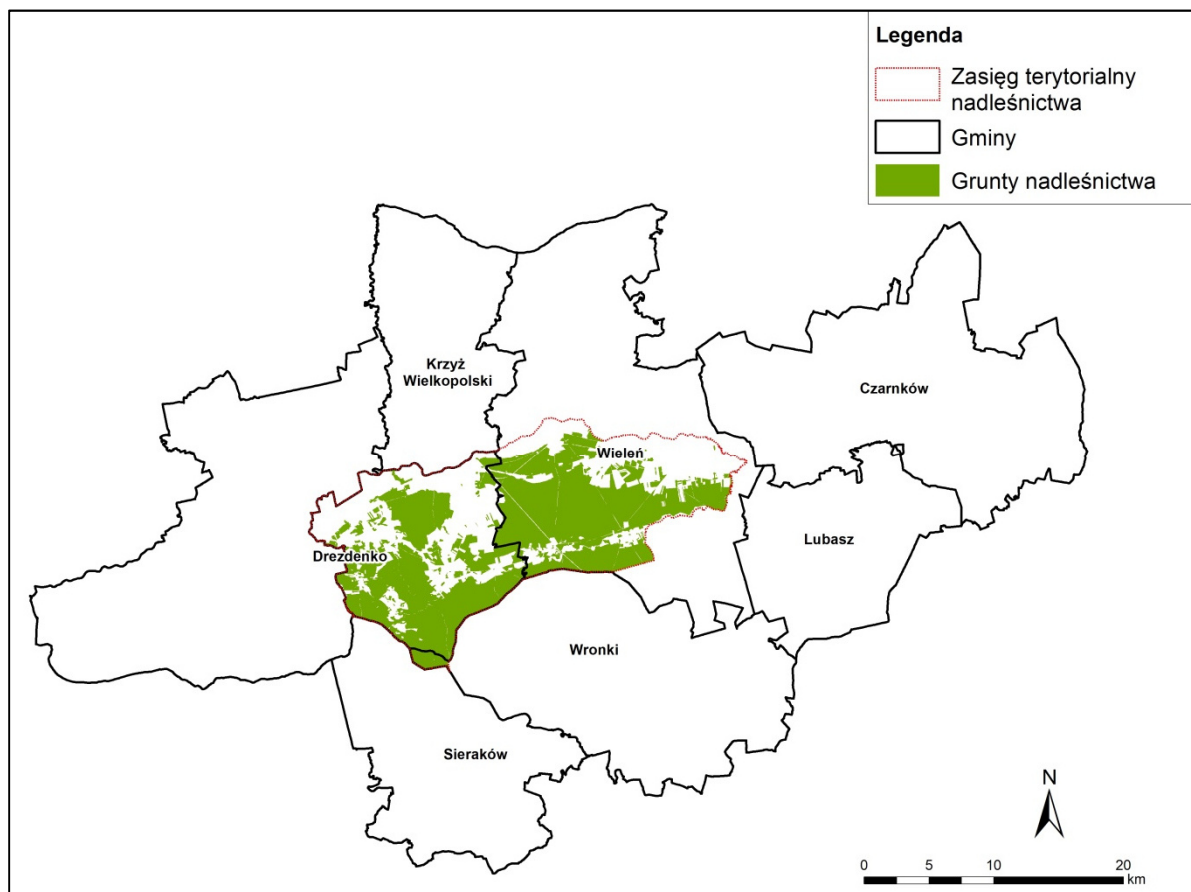 Legenda
Zasięg terytorialny
nadleśnictwa
Gminy
Grunty nadleśnictwa
Krzyż
Wielkopolski
Czarnków
Wieleń
Lubasz
Drezdenko
Wronki
Sieraków
N
0 5 10 20
km